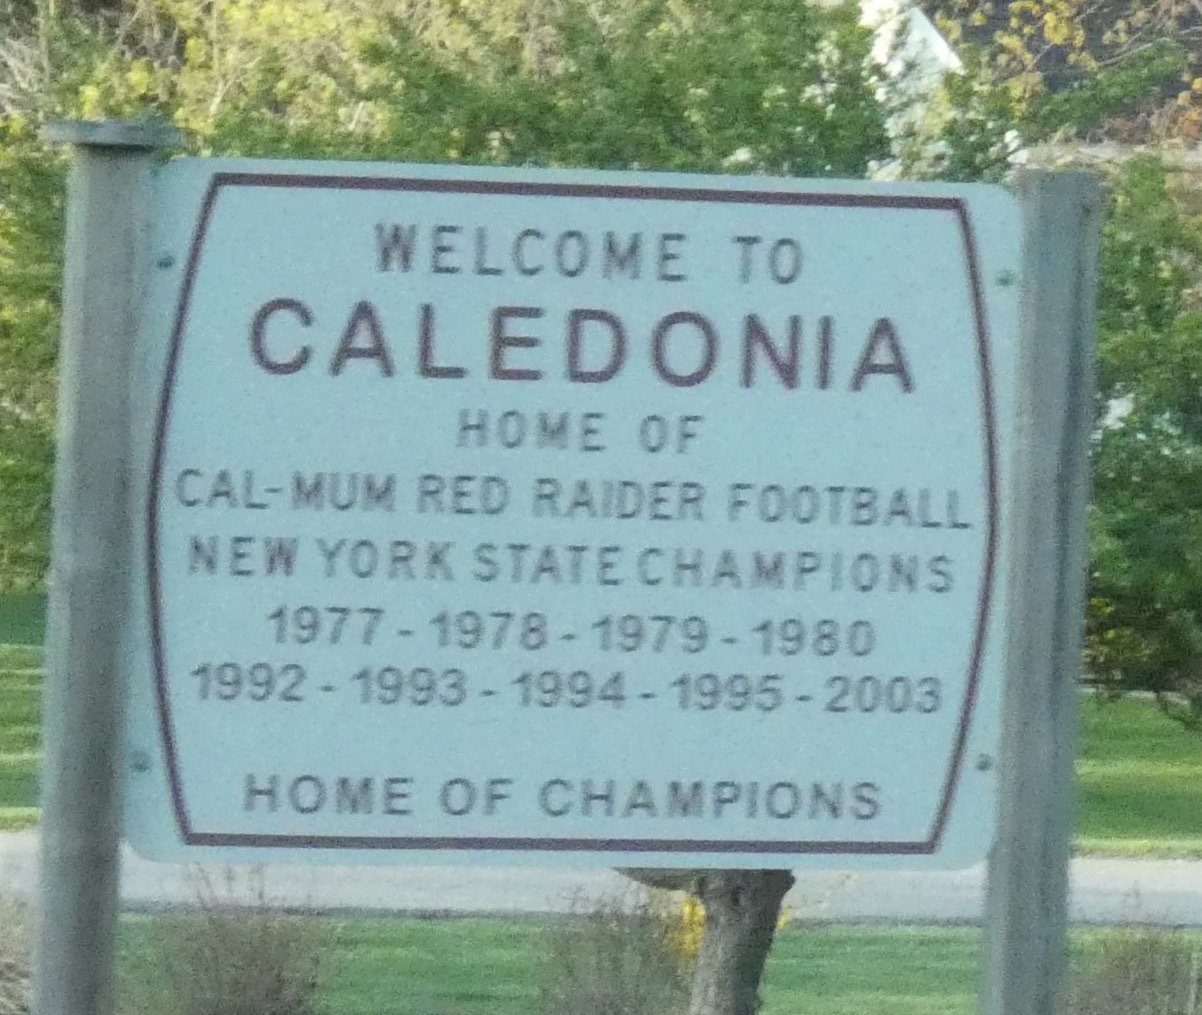 WELCOME TO
CALEDONIA
HOME OF
CAL-MUM RED RAIDER FOOTBALL
NEW YORK STATE CHAMPIONS
1977 - 1978 - 1979 - 1980
1992 - 1993 - 1994 - 1995 - 2003
HOME OF CHAMPIONS